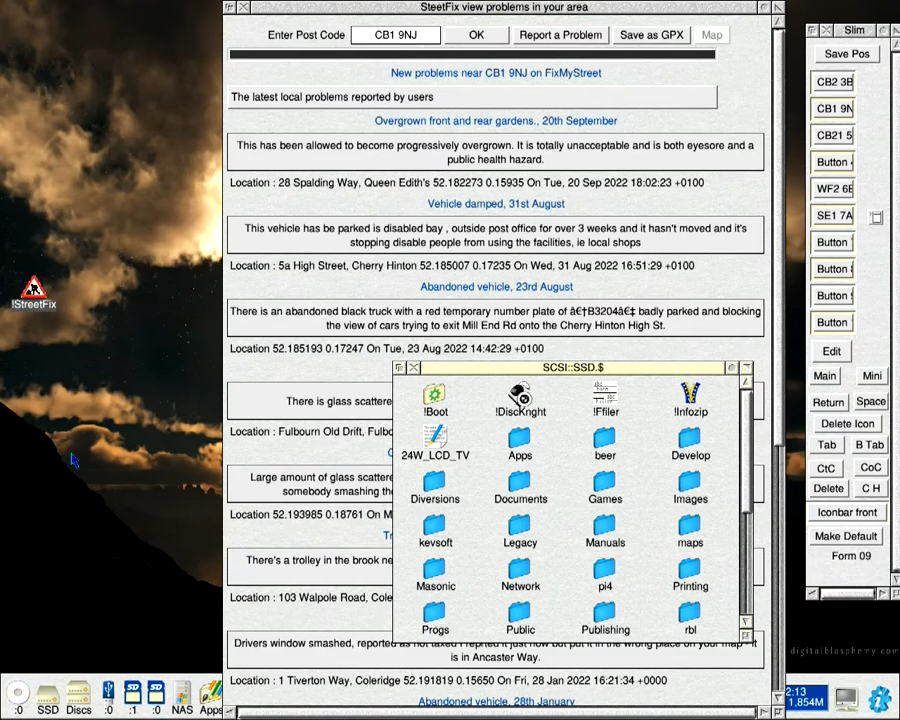 SteetFix view problems in your area
Enter Post Code
CB1 9NJ
OK
Report a Problem
Save as GPX
Map
New problems near CB1 9NJ on FixMyStreet
The latest local problems reported by users
Overgrown front and rear gardens., 20th September
This has been allowed to become progressively overgrown. It is totally unacceptable and is both eyesore and a
public health hazard.
Location : 28 Spalding Way, Queen Edith's 52.182273 0.15935 On Tue, 20 Sep 2022 18:02:23 +0100
Vehicle damped, 31st August
This vehicle has be parked is disabled bay , outside post office for over 3 weeks and it hasn't moved and it's
stopping disable people from using the facilities, ie local shops
Location : 5a High Street, Cherry Hinton 52.185007 0.17235 On Wed, 31 Aug 2022 16:51:29 +0100
Abandoned vehicle, 23rd August
There is an abandoned black truck with a red temporary number plate of â€†B3204â€‡ badly parked and blocking
the view of cars trying to exit Mill End Rd onto the Cherry Hinton High St.
Location 52.185193 0.17247 On Tue, 23 Aug 2022 14:42:29 +0100
There is glass scattere
Location : Fulbourn Old Drift, Fulbo
Large amount of glass scattere
somebody smashing the
Location 52.193985 0.18761 On M
Tr
There's a trolley in the brook ne
Location : 103 Walpole Road, Cole
Drivers window smashed, reported as not taxed I reprted it just now but put it in the wrong place on your map - it
is in Ancaster Way.
Location : 1 Tiverton Way, Coleridge 52.191819 0.15650 On Fri, 28 Jan 2022 16:21:34 +0000
Abandoned vehicle, 28th January
SCSI::SSD.$
!Boot
!DiscKnght
!Ffiler
!Infozip
24W_LCD_TV
Apps
beer
Develop
Diversions
Documents
Games
Images
kevsoft
Legacy
Manuals
maps
Masonic
Network
pi4
Printing
Progs
Public
Publishing
rbl
!StreetFix
Slim
Save Pos
CB2 3B
CB1 9N
CB21 5
Button
WF2 6E
SE1 7A
Button
Button
Button
Button
Edit
Main
Mini
Return
Space
Delete Icon
Tab
B Tab
CtC
CoC
Delete
C H
Iconbar front
Make Default
Form 09
digitalblasphemy.com
:0
SSD
Discs
:0
:1
:0
NAS
Apps
2:13
1,854M